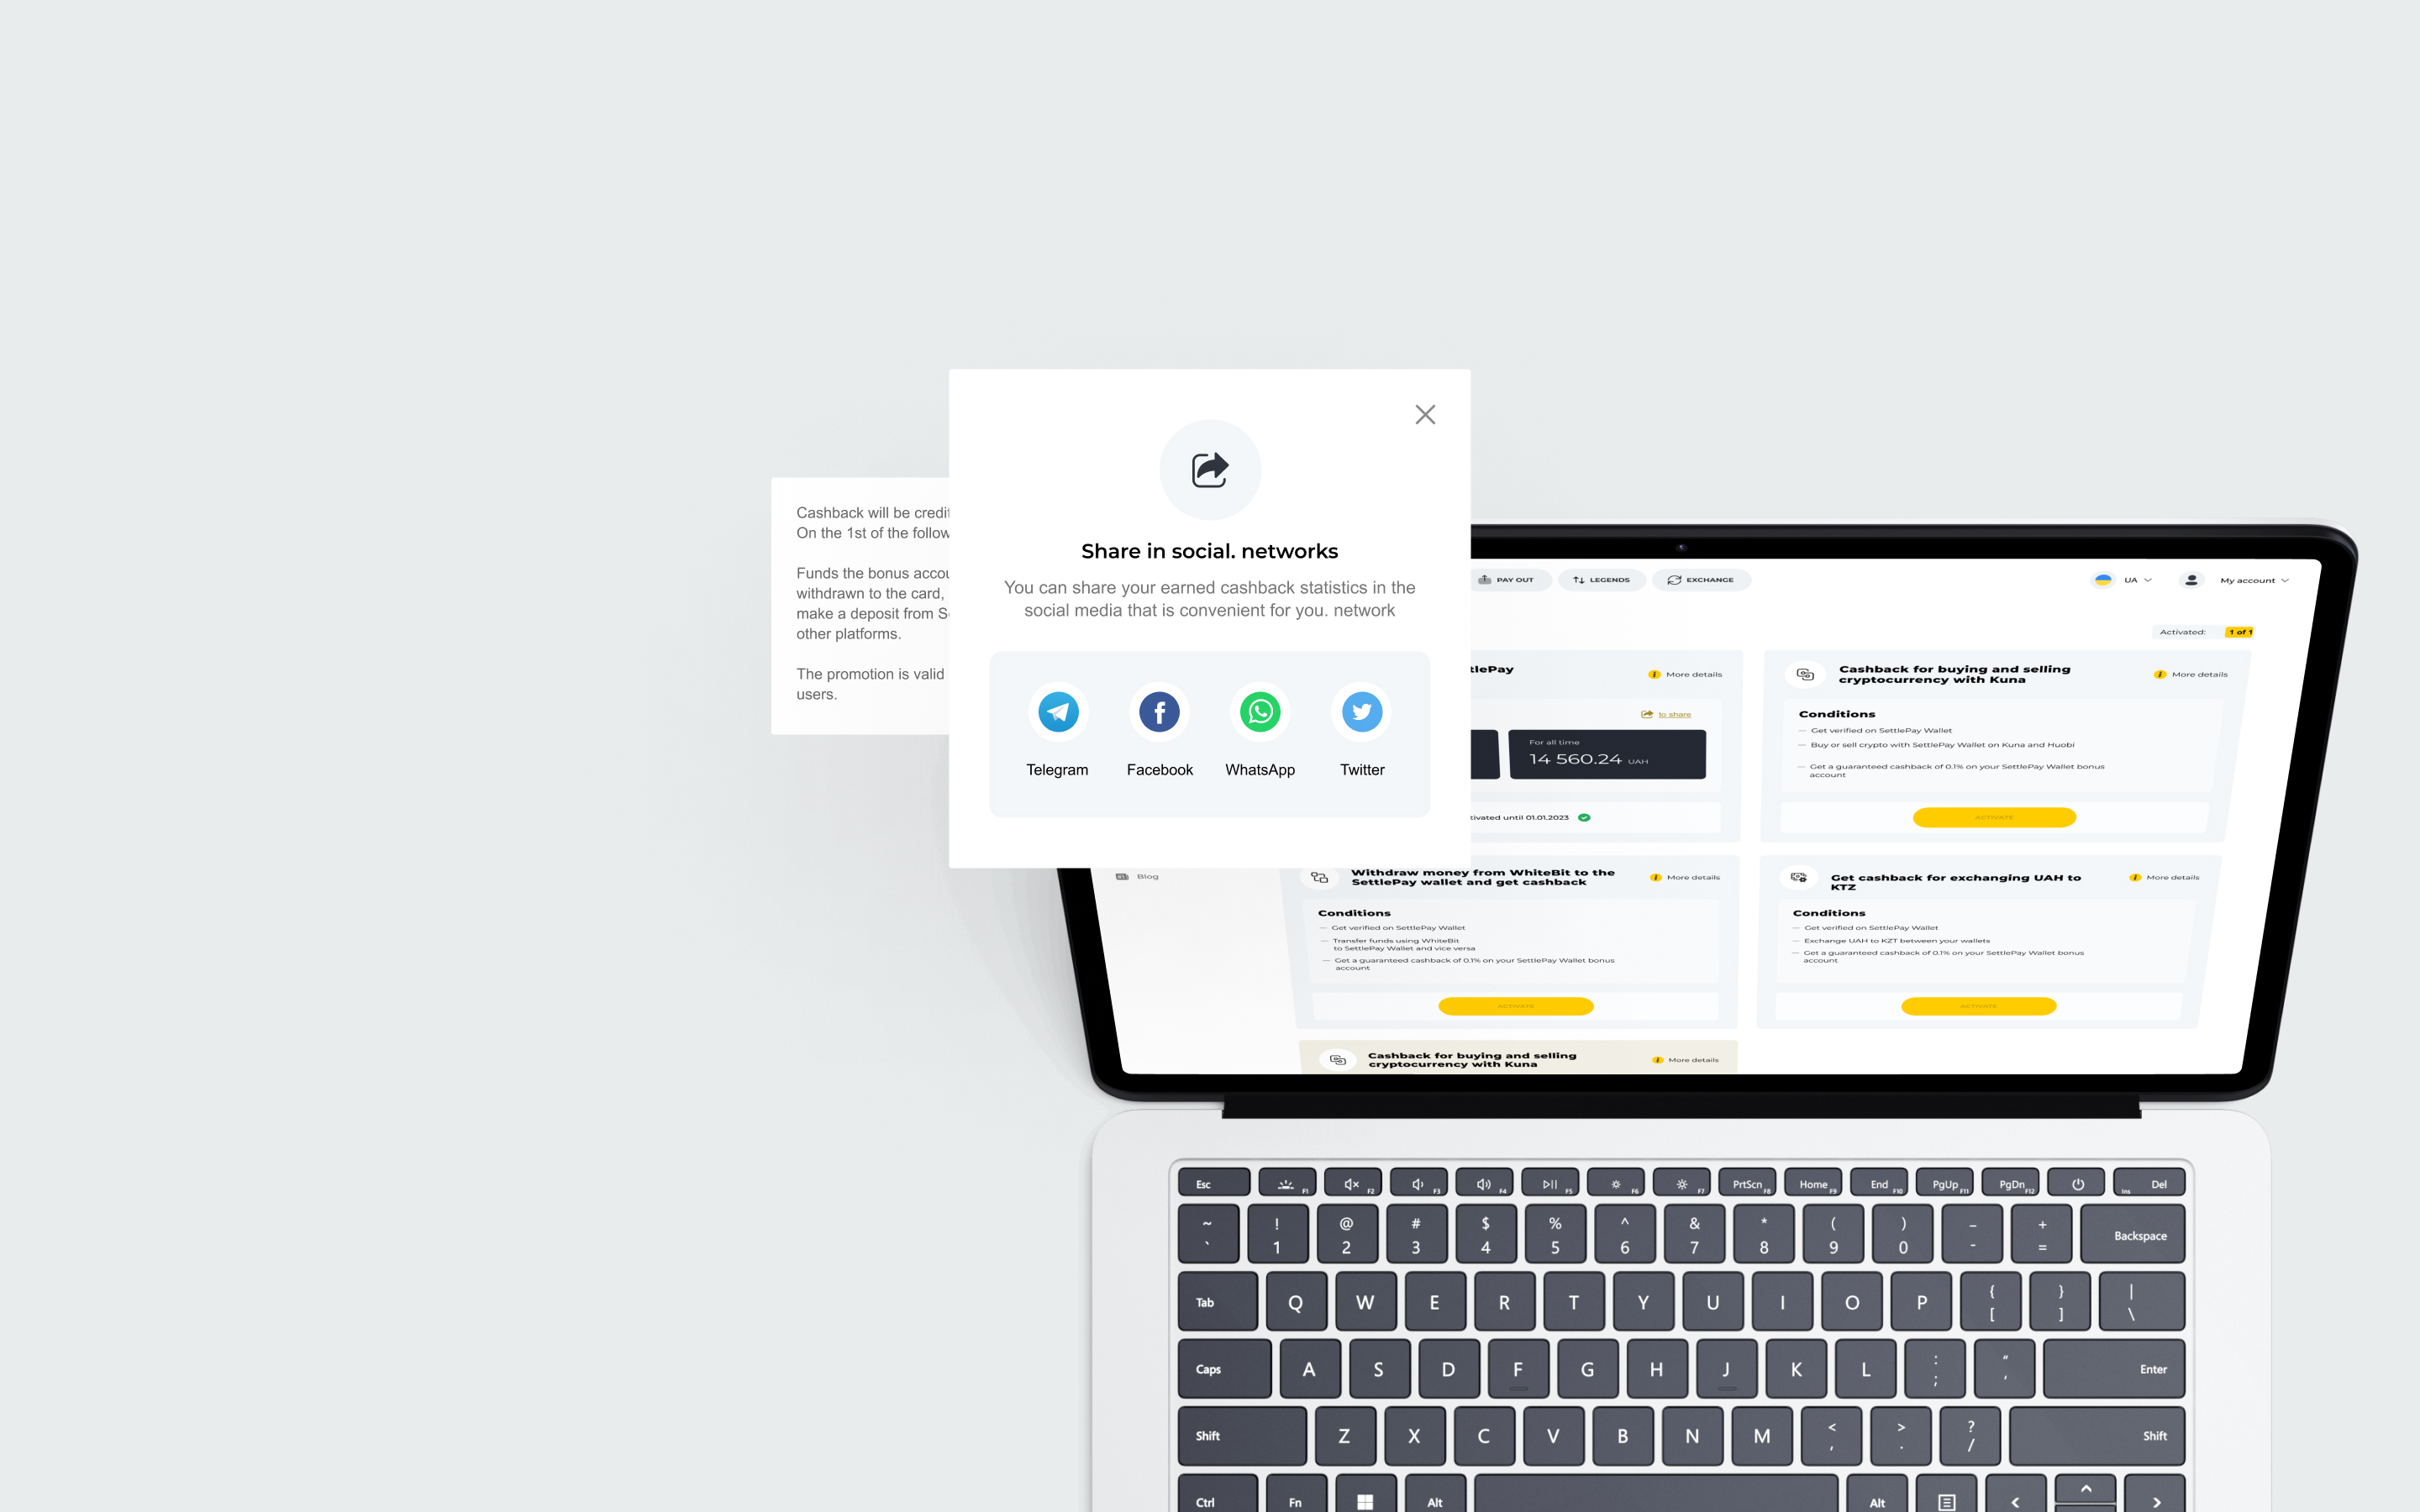 Cashback will be credit
On the 1st of the follow
Funds the bonus accou
withdrawn to the card,
make a deposit from S
other platforms.
The promotion is valid
users.
Share in social. networks
You can share your earned cashback statistics in the
social media that is convenient for you. network
Telegram Facebook WhatsApp Twitter
PAY OUT LEGENDS EXCHANGE UA My account
Activated: 1 of 1
tlePay More details
to share
For all time
14 560.24 UAH
tivated until 01.01.2023
Cashback for buying and selling
cryptocurrency with Kuna
More details
Conditions
— Get verified on SettlePay Wallet
— Buy or sell crypto with SettlePay Wallet on Kuna and Huobi
— Get a guaranteed cashback of 0.1% on your SettlePay Wallet bonus
account
ACTIVATE
Blog
Withdraw money from WhiteBit to the
SettlePay wallet and get cashback
More details
Conditions
— Get verified on SettlePay Wallet
— Transfer funds using WhiteBit
to SettlePay Wallet and vice versa
— Get a guaranteed cashback of 0.1% on your SettlePay Wallet bonus
account
ACTIVATE
Get cashback for exchanging UAH to
KTZ
More details
Conditions
— Get verified on SettlePay Wallet
— Exchange UAH to KZT between your wallets
— Get a guaranteed cashback of 0.1% on your SettlePay Wallet bonus
account
ACTIVATE
Cashback for buying and selling
cryptocurrency with Kuna
More details
Esc F1 F2 F3 F4 F5 F6 F7 PrtScn F8 Home F9 End F10 PgUp F11 PgDn F12 Ins Del
~ ! @ # $ % ^ & * ( ) _ +
` 1 2 3 4 5 6 7 8 9 0 - = Backspace
Tab Q W E R T Y U I O P { [ } ] | \
Caps A S D F G H J K L : ; " ' Enter
Shift Z X C V B N M < , > . ? / Shift
Ctrl Fn Alt Alt < ^ >